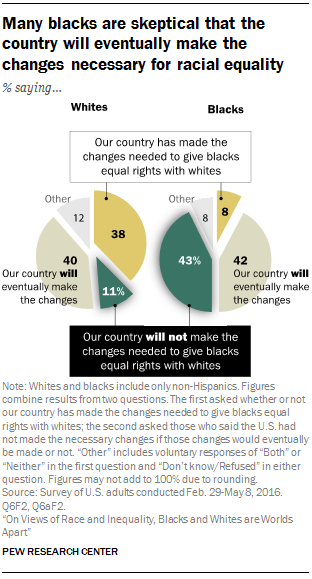 Many blacks are skeptical that the
country will eventually make the
changes necessary for racial equality
% saying...
Whites
Blacks
Our country has made the
changes needed to give blacks
equal rights with whites
Other
12
38
40
Our country will
eventually make
the changes
11%
Other
8
8
43%
42
Our country will
eventually make
the changes
Our country will not make the
changes needed to give blacks
equal rights with whites
Note: Whites and blacks include only non-Hispanics. Figures
combine results from two questions. The first asked whether or not
our country has made the changes needed to give blacks equal
rights with whites; the second asked those who said the U.S. had
not made the necessary changes if those changes would eventually
be made or not. “Other” includes voluntary responses of “Both” or
“Neither” in the first question and “Don’t know/Refused” in either
question. Figures may not add to 100% due to rounding.
Source: Survey of U.S. adults conducted Feb. 29-May 8, 2016.
Q6F2, Q6aF2.
“On Views of Race and Inequality, Blacks and Whites are Worlds
Apart”
PEW RESEARCH CENTER